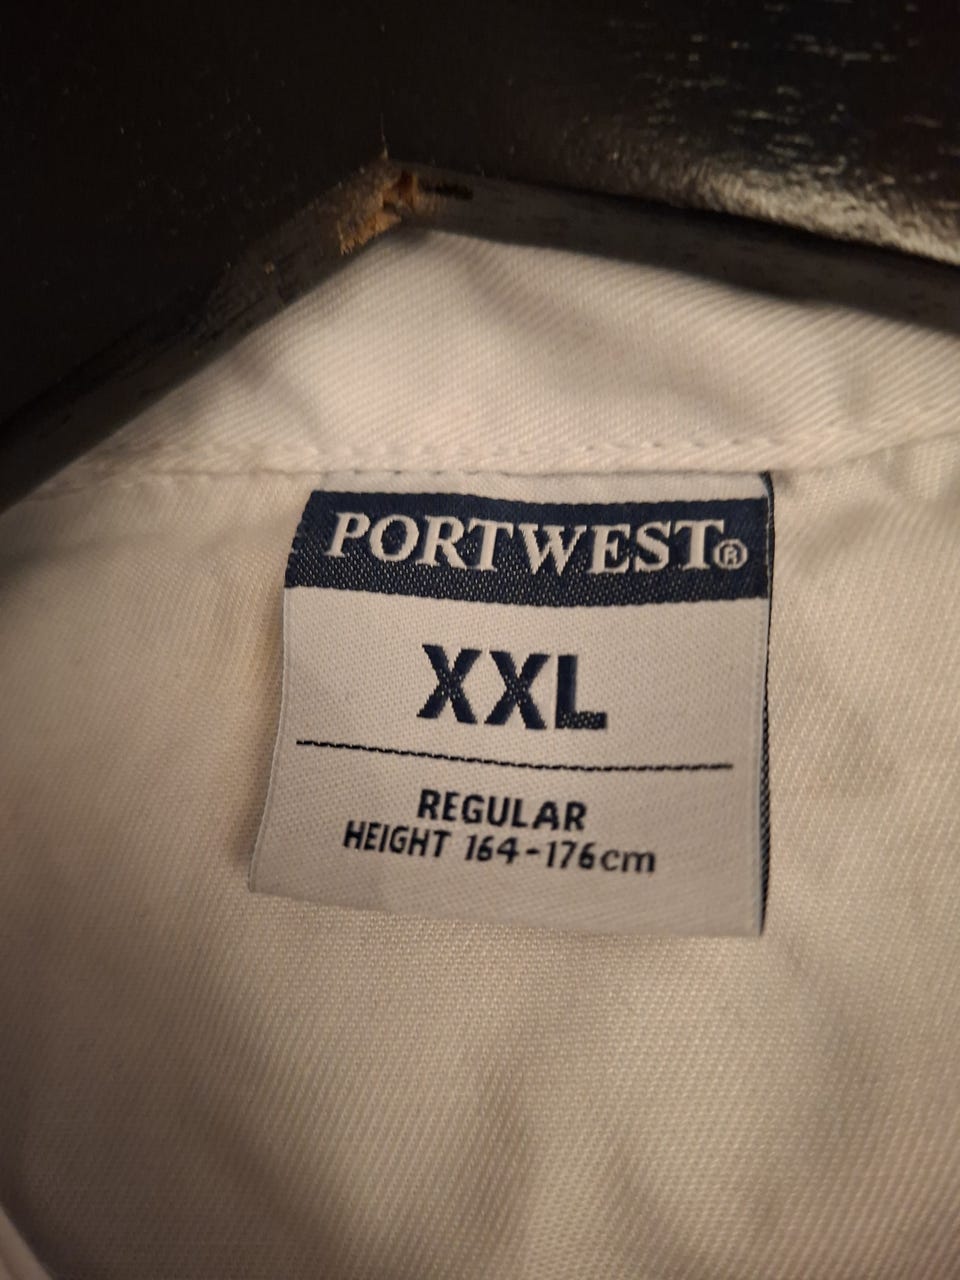 PORTWEST®
XXL
REGULAR
HEIGHT 164-176cm